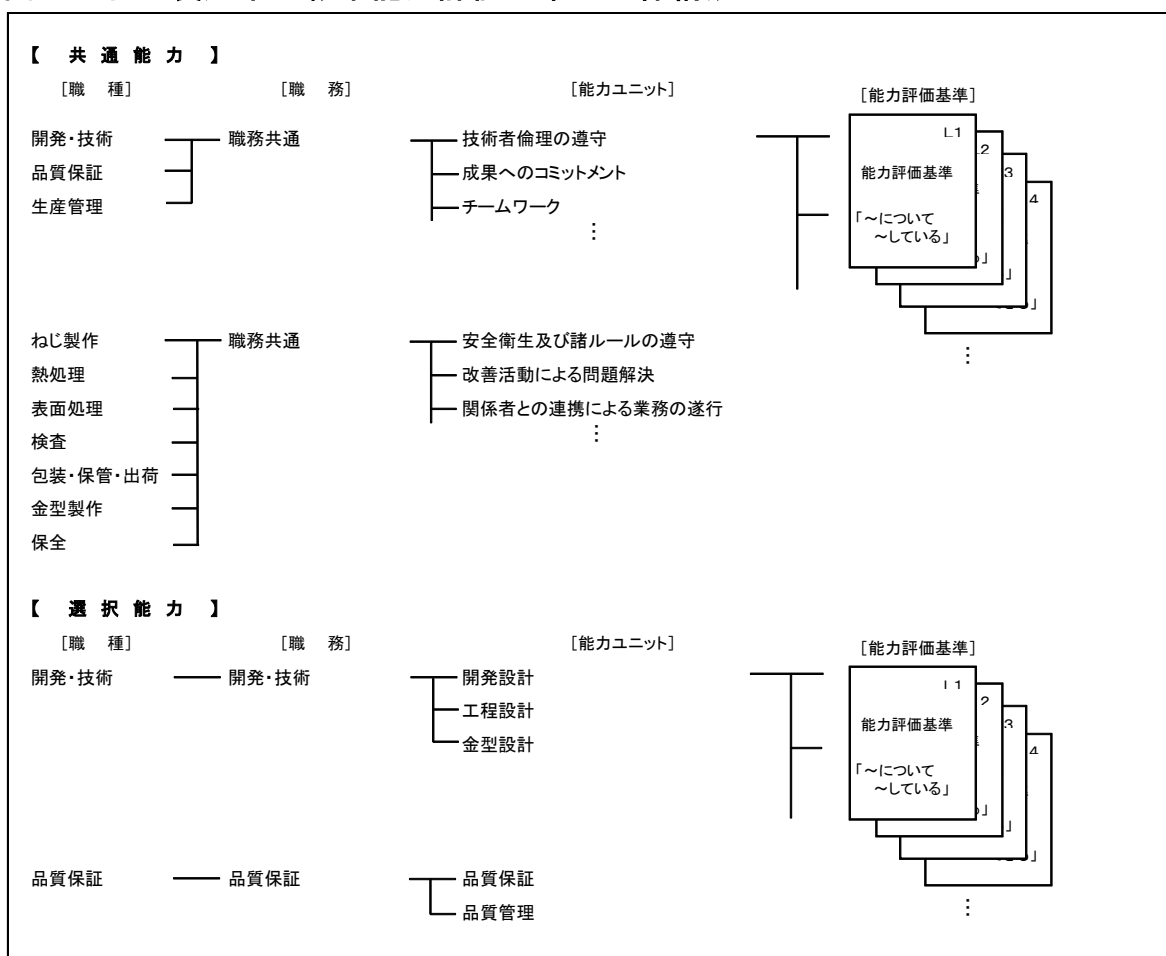 【 共 通 能 力 】
[職 種] [職 務] [能力ユニット] [能力評価基準]
開発・技術 職務共通 技術者倫理の遵守
品質保証 成果へのコミットメント
生産管理 チームワーク
⋮
L1
能力評価基準
「～について
～している」
L2
3
4
⋮
ねじ製作 職務共通 安全衛生及び諸ルールの遵守
熱処理 改善活動による問題解決
表面処理 関係者との連携による業務の遂行
⋮
検査
包装・保管・出荷
金型製作
保全
【 選 択 能 力 】
[職 種] [職 務] [能力ユニット] [能力評価基準]
開発・技術 開発・技術 開発設計
工程設計
金型設計
L1
能力評価基準
「～について
～している」
2
3
4
⋮
品質保証 品質保証 品質保証
品質管理